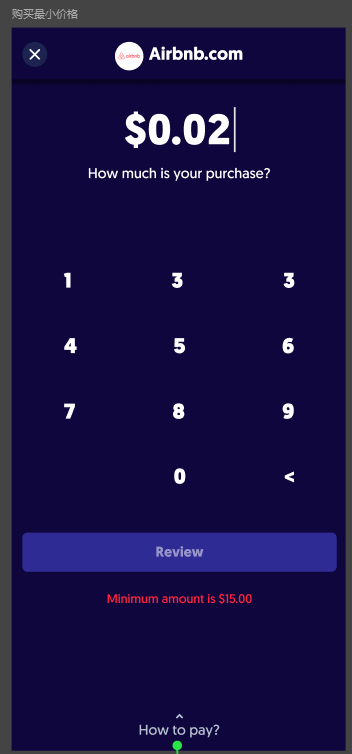 购买最小价格
airbnb
Airbnb.com
$0.02
How much is your purchase?
1 3 3
4 5 6
7 8 9
0 <
Review
Minimum amount is $15.00
How to pay?